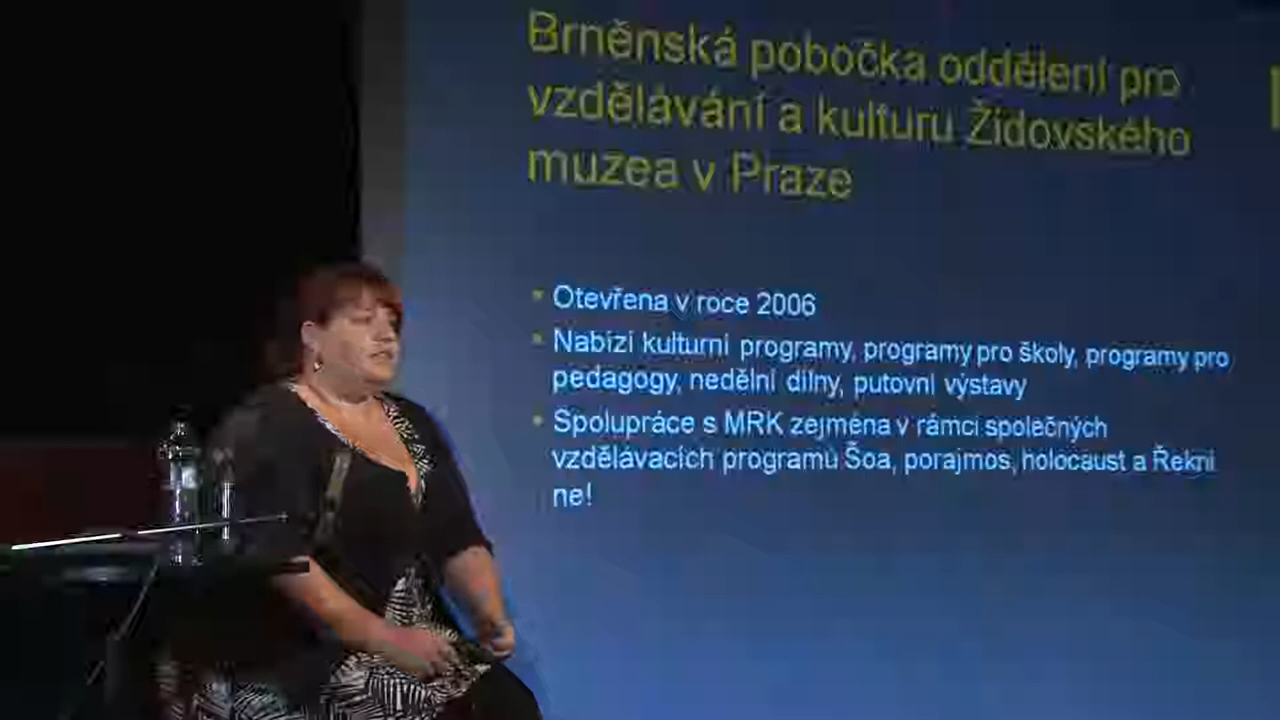 Brněnská pobočka oddělení pro
vzdělávání a kulturu Židovského
muzea v Praze
Otevřena v roce 2006
Nabízí kulturní programy, programy pro školy, programy pro
pedagogy, nedělní dílny, putovní výstavy
Spolupráce s MRK zejména v rámci společných
vzdělávacích programů Šoa, porajmos, holocaust a Řekni
ne!